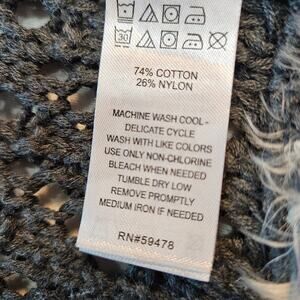 30
74% COTTON
26% NYLON
MACHINE WASH COOL-
DELICATE CYCLE
WASH WITH LIKE COLORS
USE ONLY NON-CHLORINE
BLEACH WHEN NEEDED
TUMBLE DRY LOW
REMOVE PROMPTLY
MEDIUM IRON IF NEEDED
RN#59478